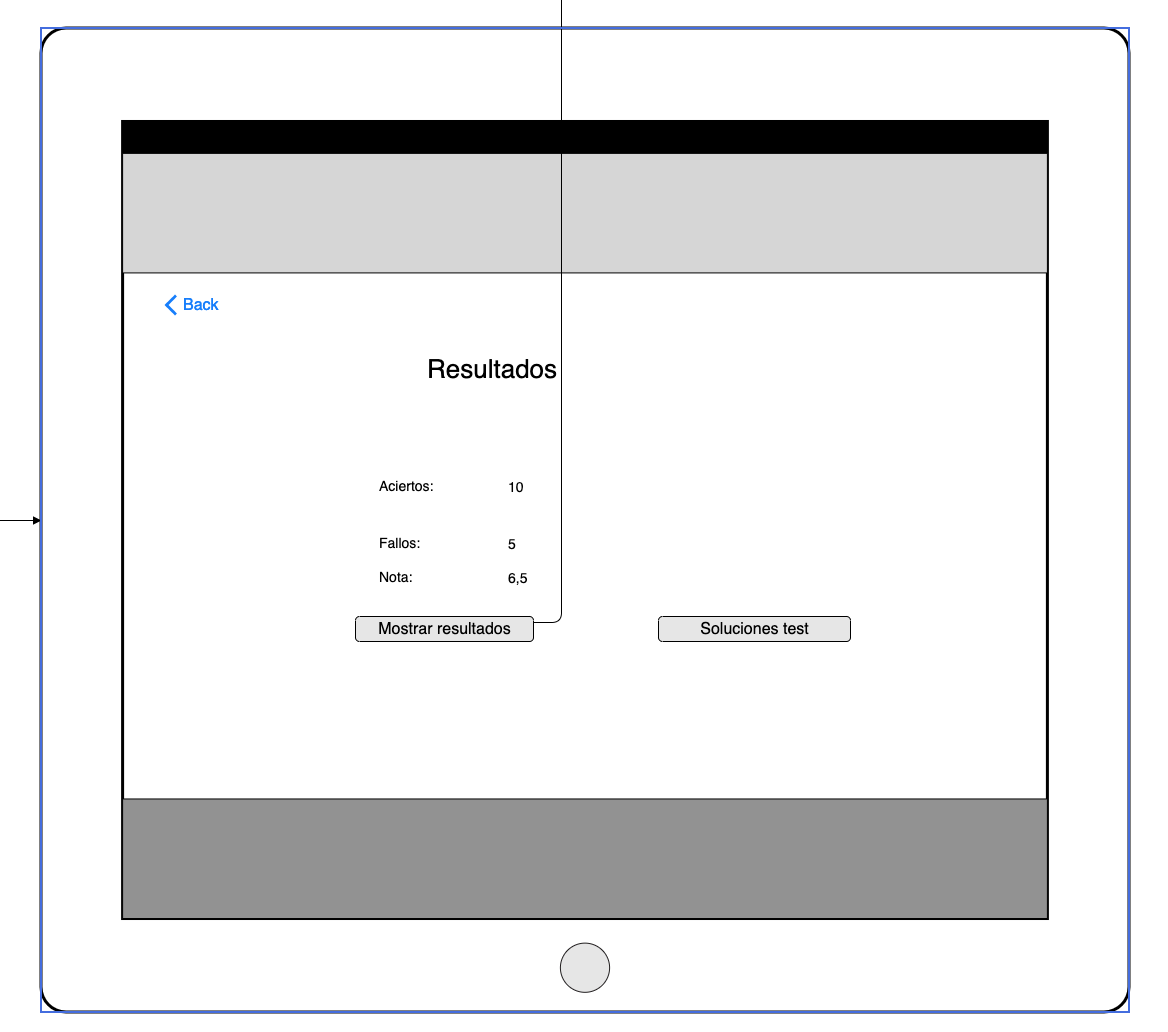 Back
Resultados
Aciertos: 10
Fallos: 5
Nota: 6,5
Mostrar resultados Soluciones test